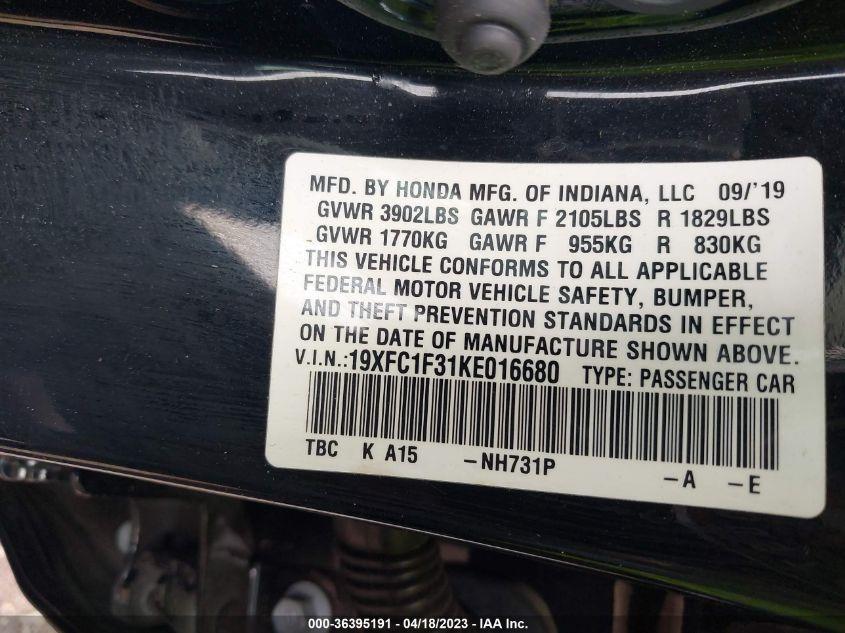 MFD. BY HONDA MFG. OF INDIANA, LLC 09/'19
GVWR 3902LBS GAWR F 2105LBS R 1829LBS
GVWR 1770KG GAWR F 955KG R 830KG
THIS VEHICLE CONFORMS TO ALL APPLICABLE
FEDERAL MOTOR VEHICLE SAFETY, BUMPER,
AND THEFT PREVENTION STANDARDS IN EFFECT
ON THE DATE OF MANUFACTURE SHOWN ABOVE.
V.I.N.:19XFC1F31KE016680 TYPE: PASSENGER CAR
TBC K A15 -NH731P -A -E
000-36395191 - 04/18/2023 - IAA Inc.